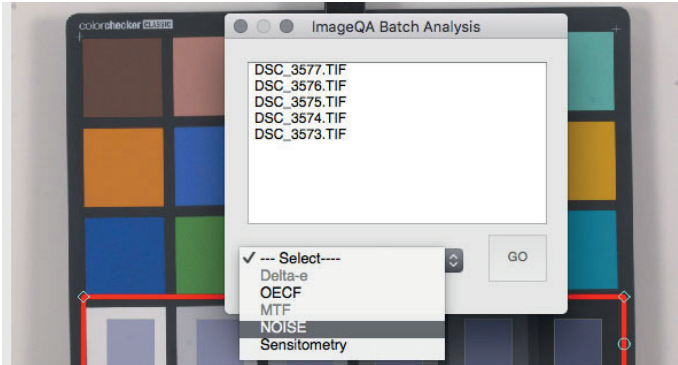 colorchecker CLASSIC
ImageQA Batch Analysis
DSC_3577.TIF
DSC_3576.TIF
DSC_3575.TIF
DSC_3574.TIF
DSC_3573.TIF
✓ --- Select----
Delta-e
OECF
MTF
NOISE
Sensitometry
GO